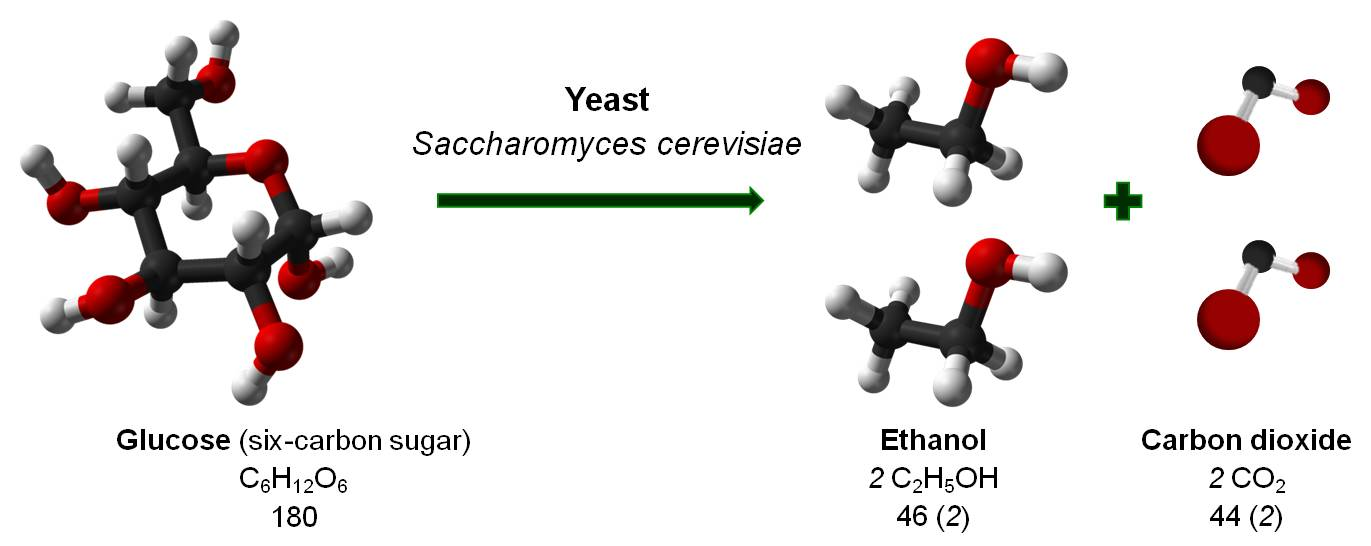 Yeast
Saccharomyces cerevisiae
Glucose (six-carbon sugar)
C₆H₁₂O₆
180
Ethanol
2 C₂H₅OH
46 (2)
Carbon dioxide
2 CO₂
44 (2)